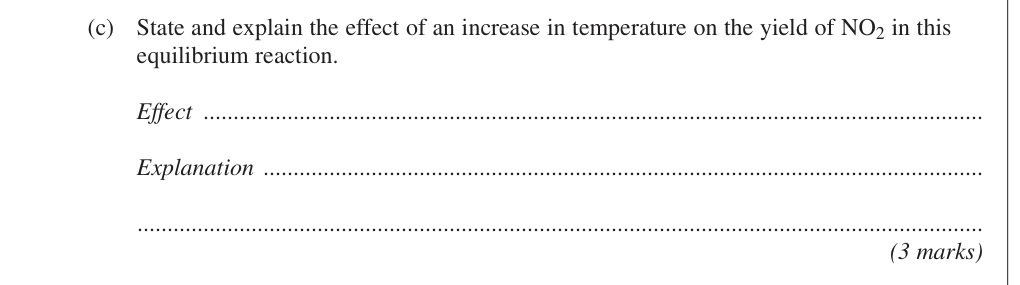 (c) State and explain the effect of an increase in temperature on the yield of NO₂ in this
equilibrium reaction.
Effect ..................................................................................................................................
Explanation ........................................................................................................................
.............................................................................................................................................
(3 marks)